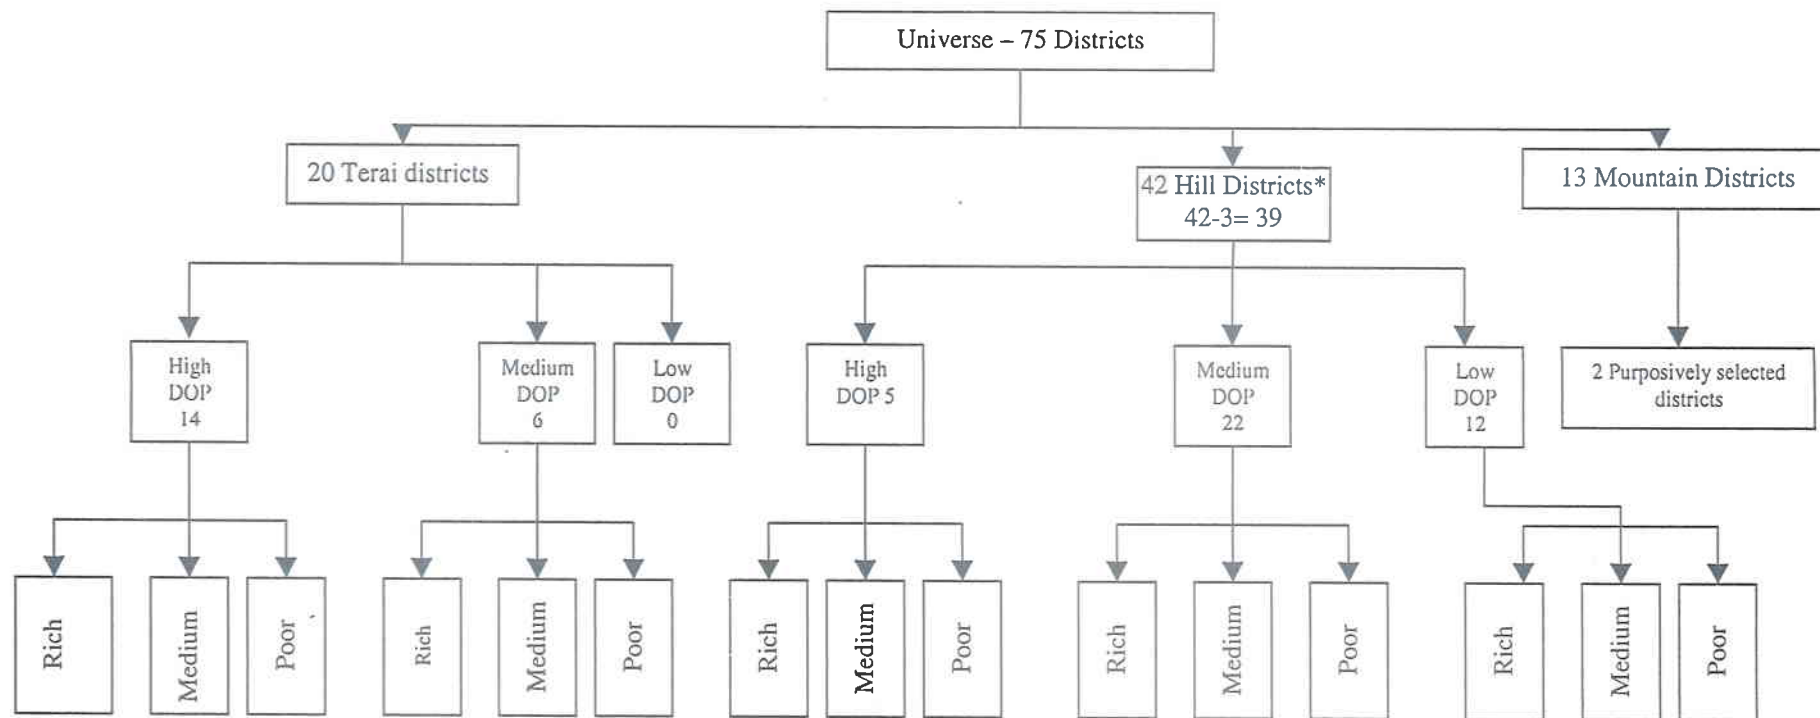 Universe – 75 Districts
20 Terai districts
42 Hill Districts*
42-3= 39
13 Mountain Districts
High
DOP
14
Medium
DOP
6
Low
DOP
0
High
DOP 5
Medium
DOP
22
Low
DOP
12
2 Purposively selected
districts
Rich
Medium
Poor
Rich
Medium
Poor
Rich
Medium
Poor
Rich
Medium
Poor
Rich
Medium
Poor